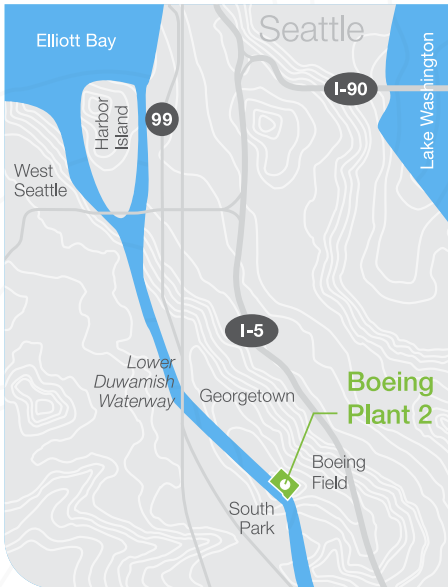 Seattle
Elliott Bay
I-90
Lake Washington
99
Harbor
Island
West
Seattle
I-5
Lower
Duwamish
Waterway
Georgetown
Boeing
Plant 2
Boeing
Field
South
Park